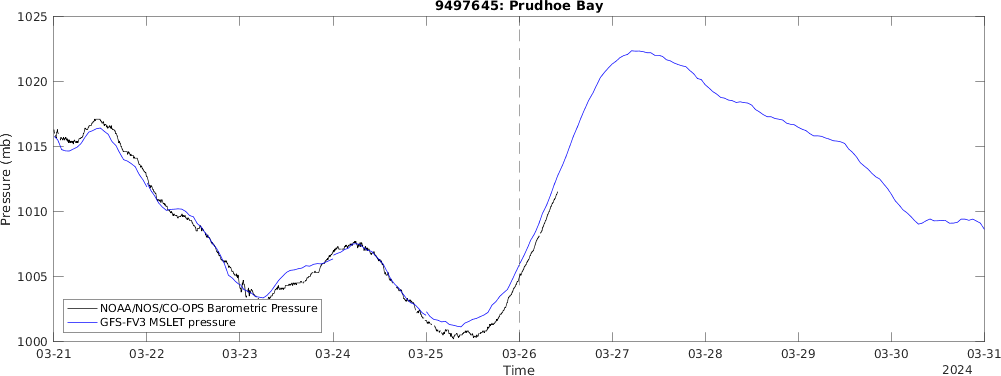 9497645: Prudhoe Bay
1025
1020
1015
1010
1005
1000
Pressure (mb)
NOAA/NOS/CO-OPS Barometric Pressure
GFS-FV3 MSLET pressure
03-21 03-22 03-23 03-24 03-25 03-26 03-27 03-28 03-29 03-30 03-31
Time
2024